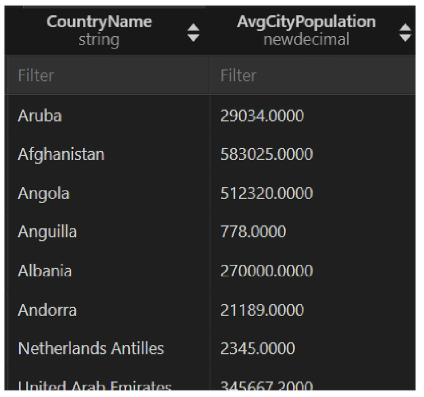 CountryName AvgCityPopulation
string newdecimal
Filter Filter
Aruba 29034.0000
Afghanistan 583025.0000
Angola 512320.0000
Anguilla 778.0000
Albania 270000.0000
Andorra 21189.0000
Netherlands Antilles 2345.0000
United Arab Emirates 345667.2000